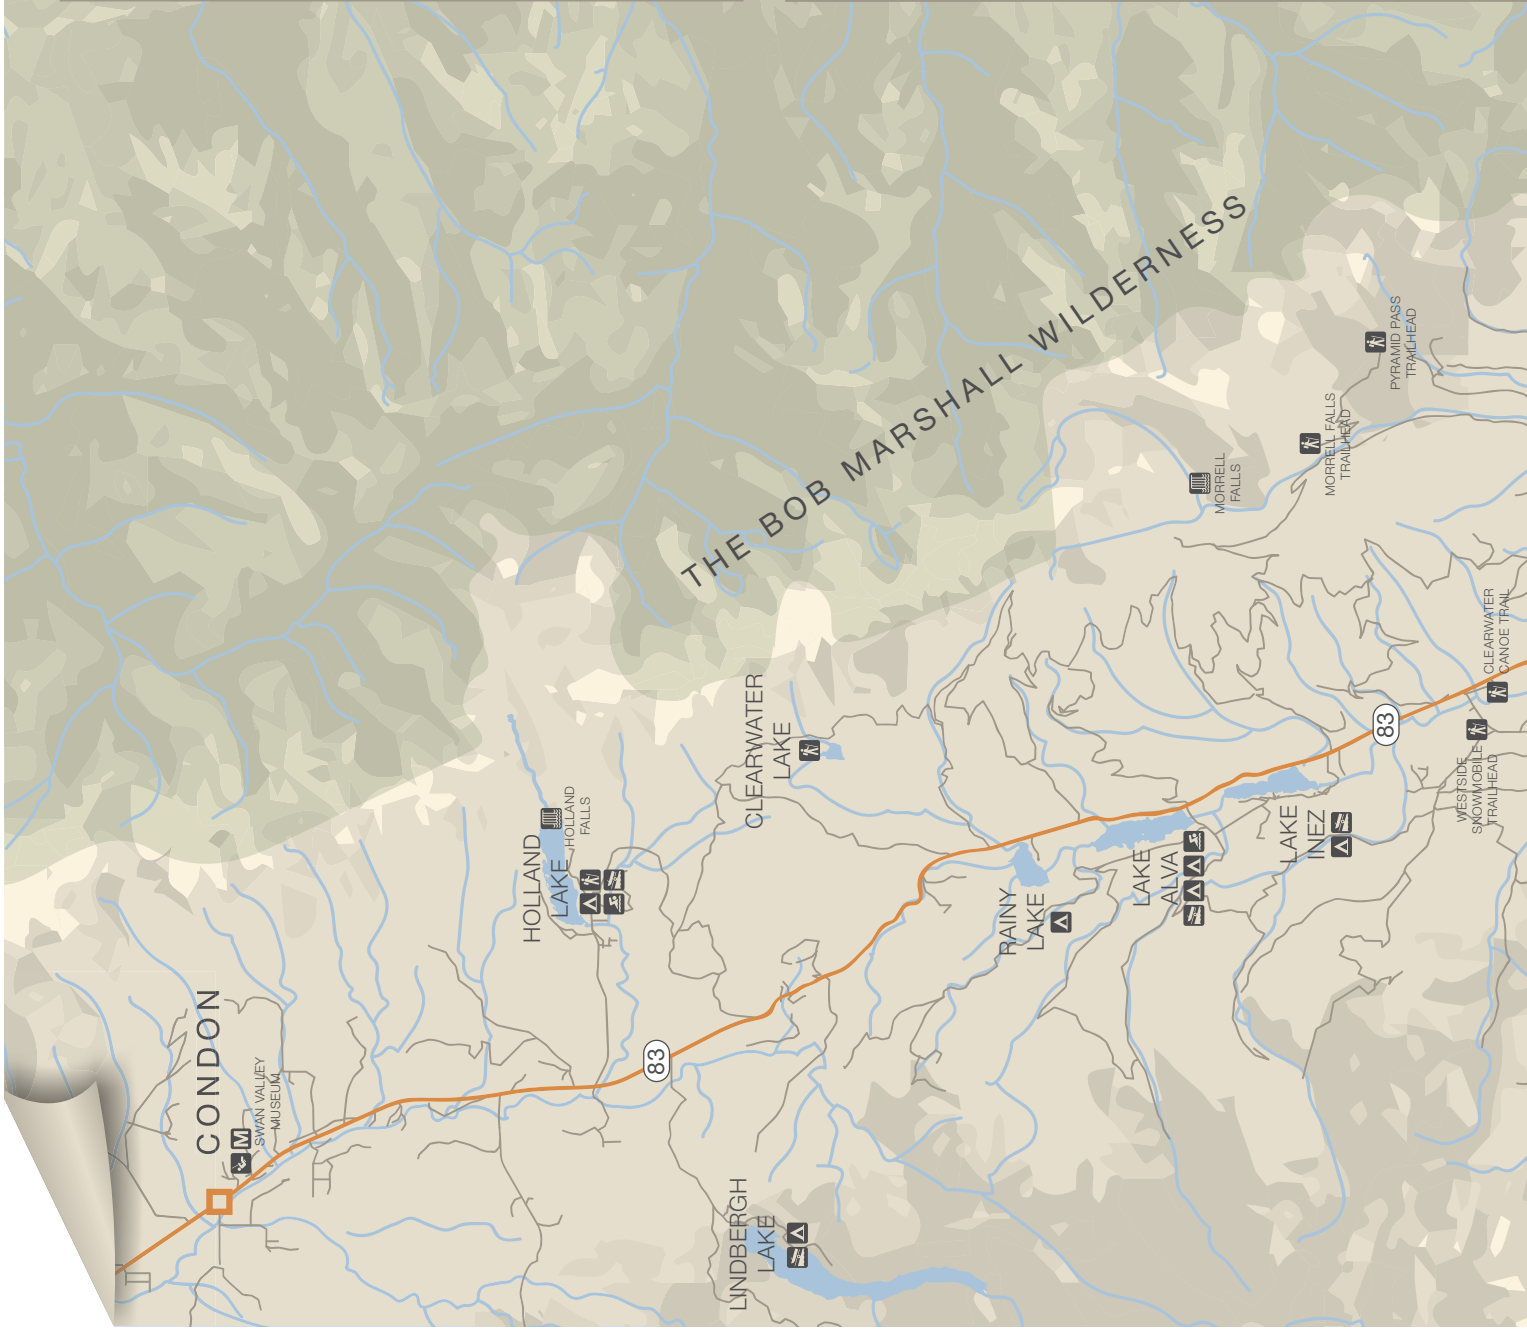 CONDON
M
SWAN VALLEY
MUSEUM
83
HOLLAND
LAKE
HOLLAND
FALLS
THE BOB MARSHALL WILDERNESS
CLEARWATER
LAKE
LINDBERGH
LAKE
RAINY
LAKE
LAKE
ALVA
LAKE
INEZ
MORRELL
FALLS
MORRELL FALLS
TRAILHEAD
PYRAMID PASS
TRAILHEAD
83
CLEARWATER
CANOE TRAIL
WESTSIDE
SNOWMOBILE
TRAILHEAD